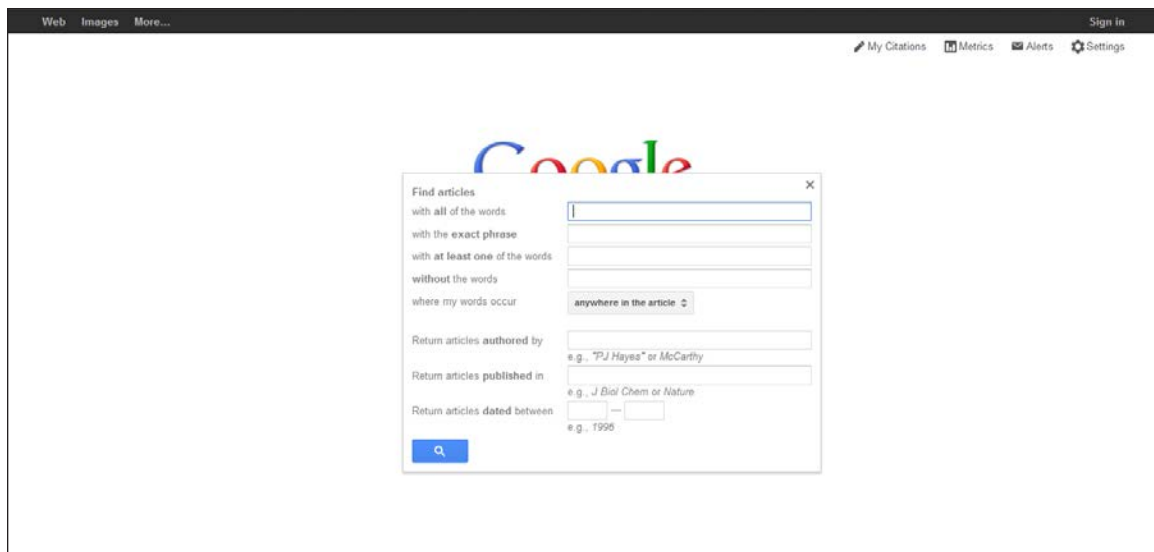 Web Images More... Sign in
My Citations Metrics Alerts Settings
Google
Find articles
with all of the words
with the exact phrase
with at least one of the words
without the words
where my words occur anywhere in the article
Return articles authored by
e.g., "PJ Hayes" or McCarthy
Return articles published in
e.g., J Biol Chem or Nature
Return articles dated between —
e.g., 1996